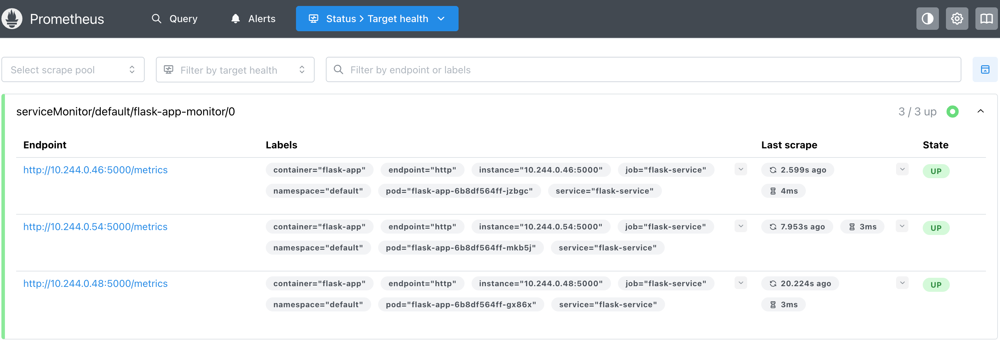 Prometheus Query Alerts Status > Target health
Select scrape pool Filter by target health Filter by endpoint or labels
serviceMonitor/default/flask-app-monitor/0 3 / 3 up
Endpoint Labels Last scrape State
http://10.244.0.46:5000/metrics container="flask-app" endpoint="http" instance="10.244.0.46:5000" job="flask-service" 2.599s ago UP
namespace="default" pod="flask-app-6b8df564ff-jzbgc" service="flask-service" 4ms
http://10.244.0.54:5000/metrics container="flask-app" endpoint="http" instance="10.244.0.54:5000" job="flask-service" 7.953s ago 3ms UP
namespace="default" pod="flask-app-6b8df564ff-mkb5j" service="flask-service"
http://10.244.0.48:5000/metrics container="flask-app" endpoint="http" instance="10.244.0.48:5000" job="flask-service" 20.224s ago UP
namespace="default" pod="flask-app-6b8df564ff-gx86x" service="flask-service" 3ms